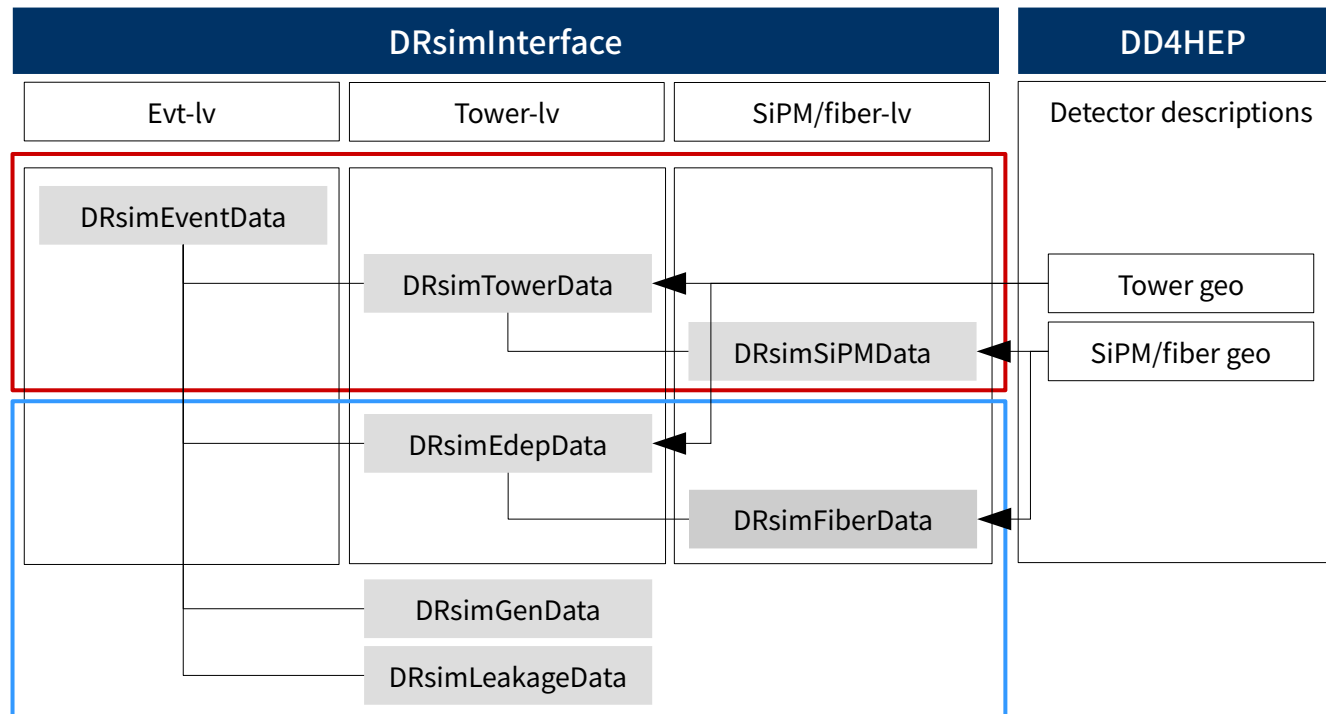 DRsimInterface
DD4HEP
Evt-lv
Tower-lv
SiPM/fiber-lv
Detector descriptions
DRsimEventData
DRsimTowerData
Tower geo
DRsimSiPMData
SiPM/fiber geo
DRsimEdepData
DRsimFiberData
DRsimGenData
DRsimLeakageData